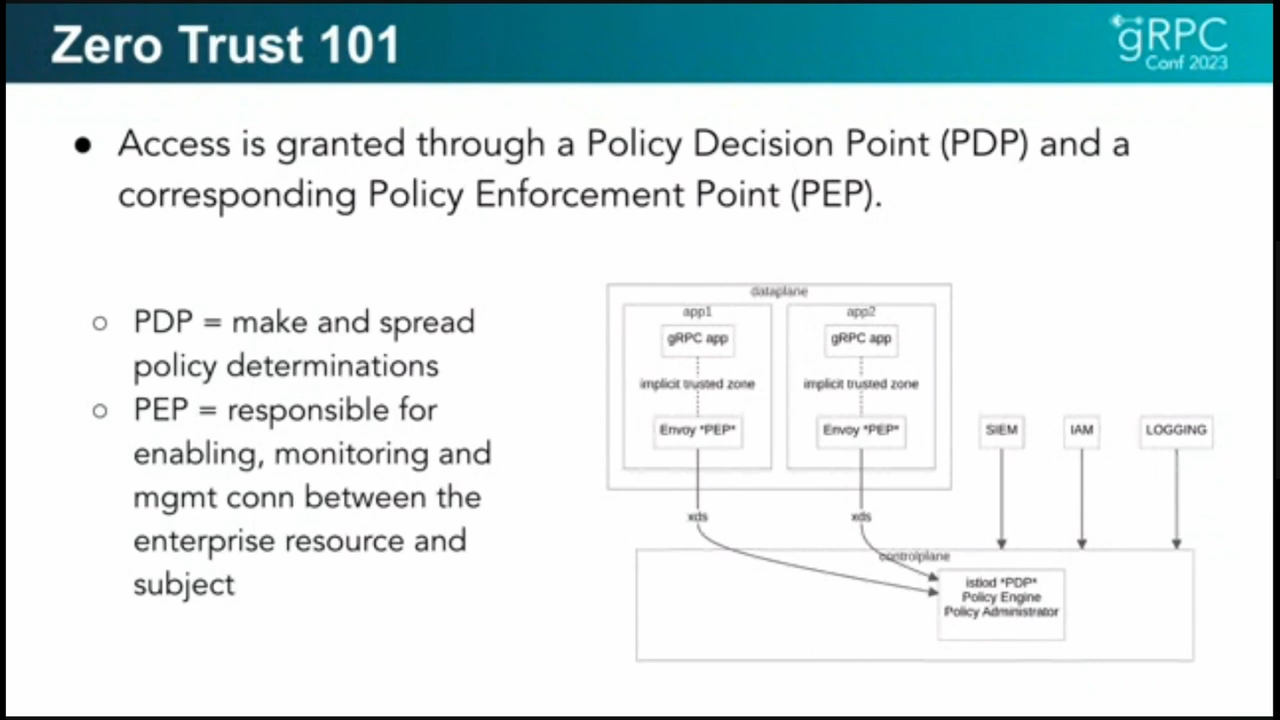 Zero Trust 101
gRPC
Conf 2023
● Access is granted through a Policy Decision Point (PDP) and a
corresponding Policy Enforcement Point (PEP).
○ PDP = make and spread
policy determinations
○ PEP = responsible for
enabling, monitoring and
mgmt conn between the
enterprise resource and
subject
dataplane
app1
gRPC app
implicit trusted zone
Envoy *PEP*
xds
app2
gRPC app
implicit trusted zone
Envoy *PEP*
xds
SIEM
IAM
LOGGING
controlplane
istiod *PDP*
Policy Engine
Policy Administrator